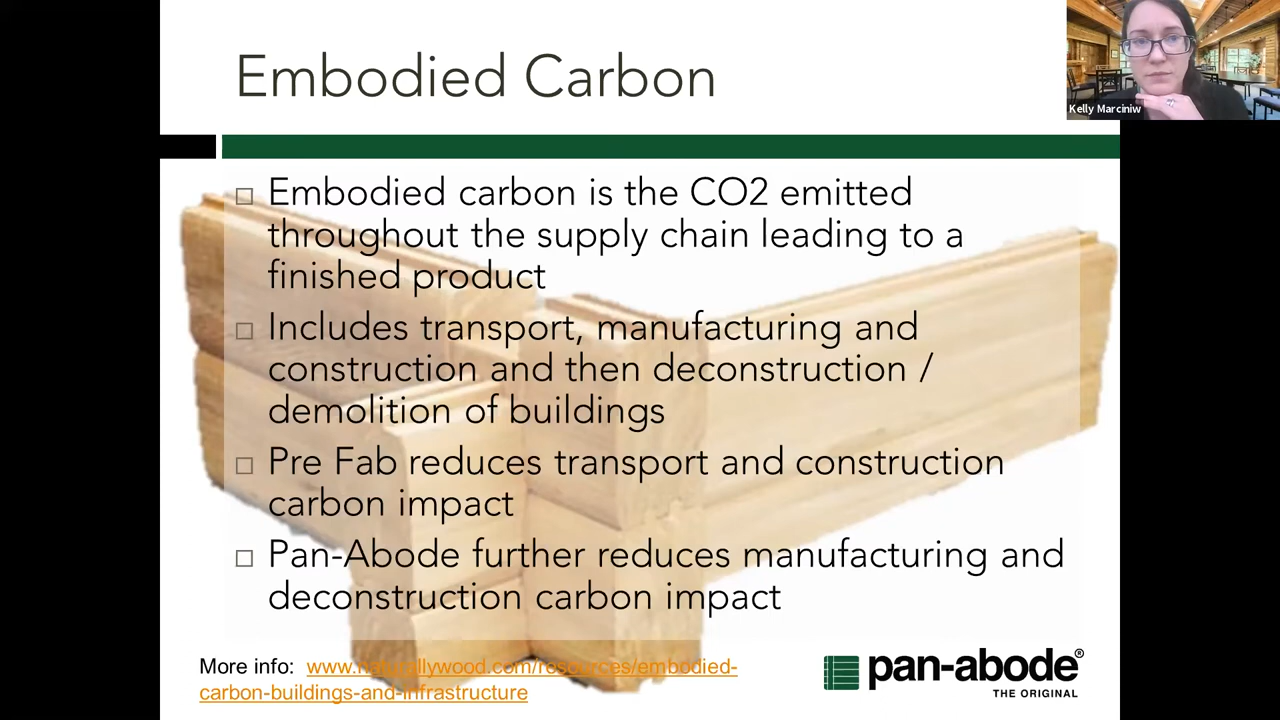 Embodied Carbon
Kelly Marciniw
□ Embodied carbon is the CO2 emitted
throughout the supply chain leading to a
finished product
□ Includes transport, manufacturing and
construction and then deconstruction /
demolition of buildings
□ Pre Fab reduces transport and construction
carbon impact
□ Pan-Abode further reduces manufacturing and
deconstruction carbon impact
More info: www.naturallywood.com/resources/embodied-
carbon-buildings-and-infrastructure
pan-abode®
THE ORIGINAL